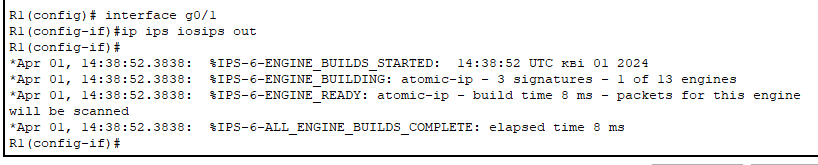 R1(config)# interface g0/1
R1(config-if)#ip ips iosips out
R1(config-if)#
*Apr 01, 14:38:52.3838:  %IPS-6-ENGINE_BUILDS_STARTED:  14:38:52 UTC кві 01 2024
*Apr 01, 14:38:52.3838:  %IPS-6-ENGINE_BUILDING: atomic-ip - 3 signatures - 1 of 13 engines
*Apr 01, 14:38:52.3838:  %IPS-6-ENGINE_READY: atomic-ip - build time 8 ms - packets for this engine
will be scanned
*Apr 01, 14:38:52.3838:  %IPS-6-ALL_ENGINE_BUILDS_COMPLETE: elapsed time 8 ms
R1(config-if)#